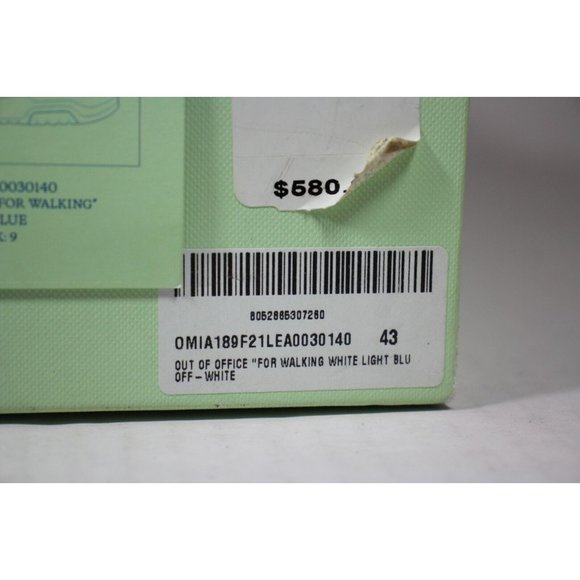 0030140
FOR WALKING"
LUE
: 9
$580.
8052865307280
OMIA189F21LEA0030140 43
OUT OF OFFICE "FOR WALKING WHITE LIGHT BLU
OFF-WHITE